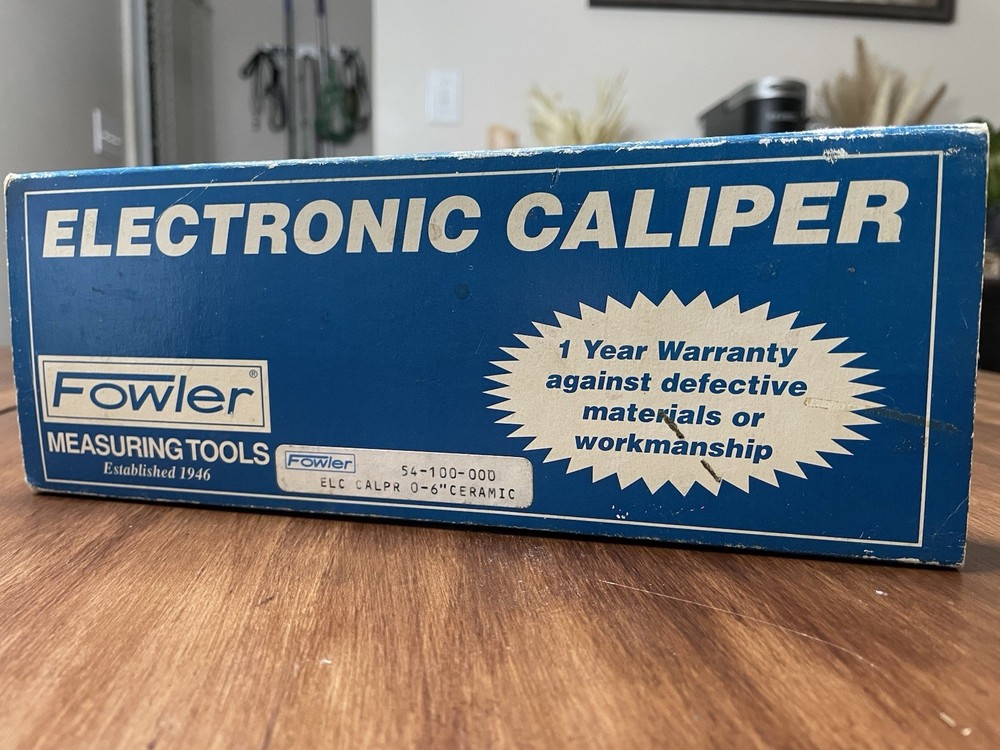 ELECTRONIC CALIPER
1 Year Warranty
against defective
materials or
workmanship
Fowler®
MEASURING TOOLS
Established 1946
Fowler
54-100-000
ELC CALPR 0-6"CERAMIC